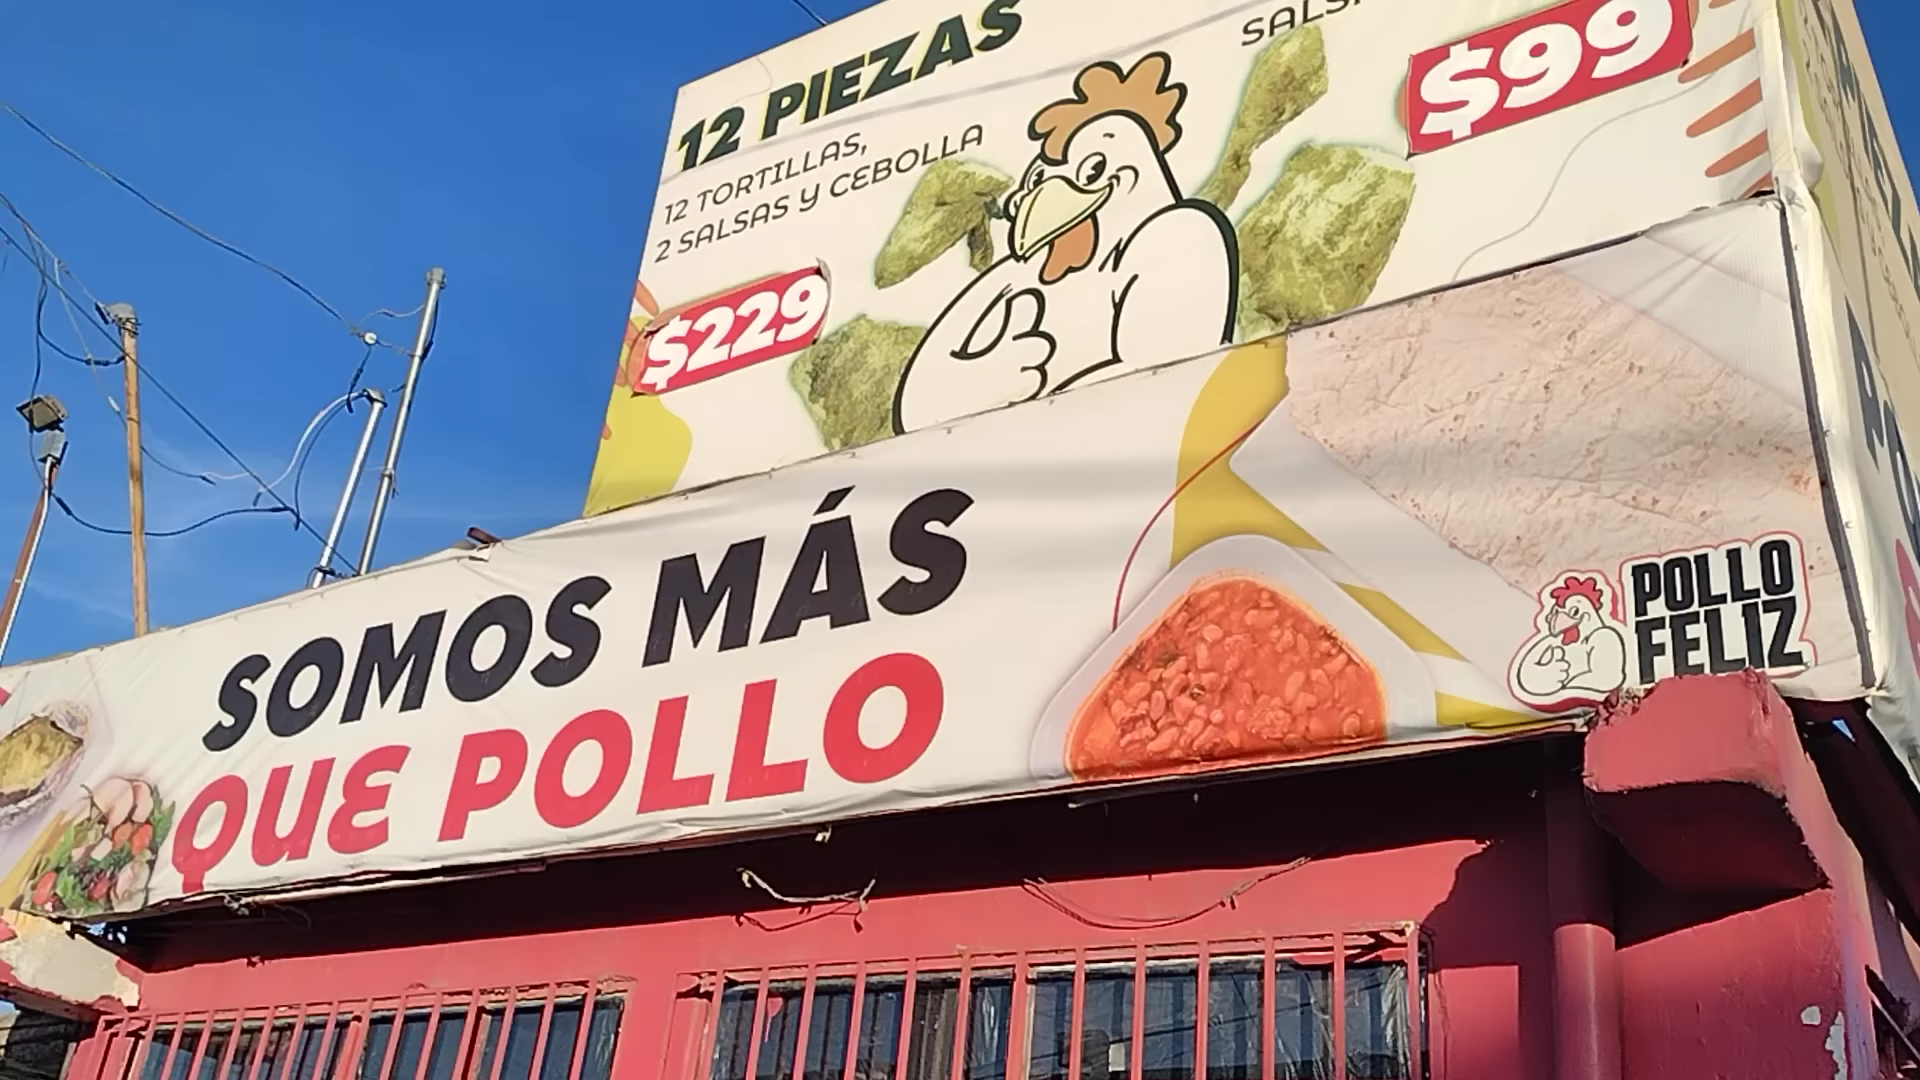 12 PIEZAS
12 TORTILLAS,
2 SALSAS Y CEBOLLA
$229
$99
SOMOS MÁS
QUE POLLO
POLLO
FELIZ